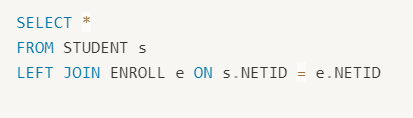 SELECT *
FROM STUDENT s
LEFT JOIN ENROLL e ON s.NETID = e.NETID